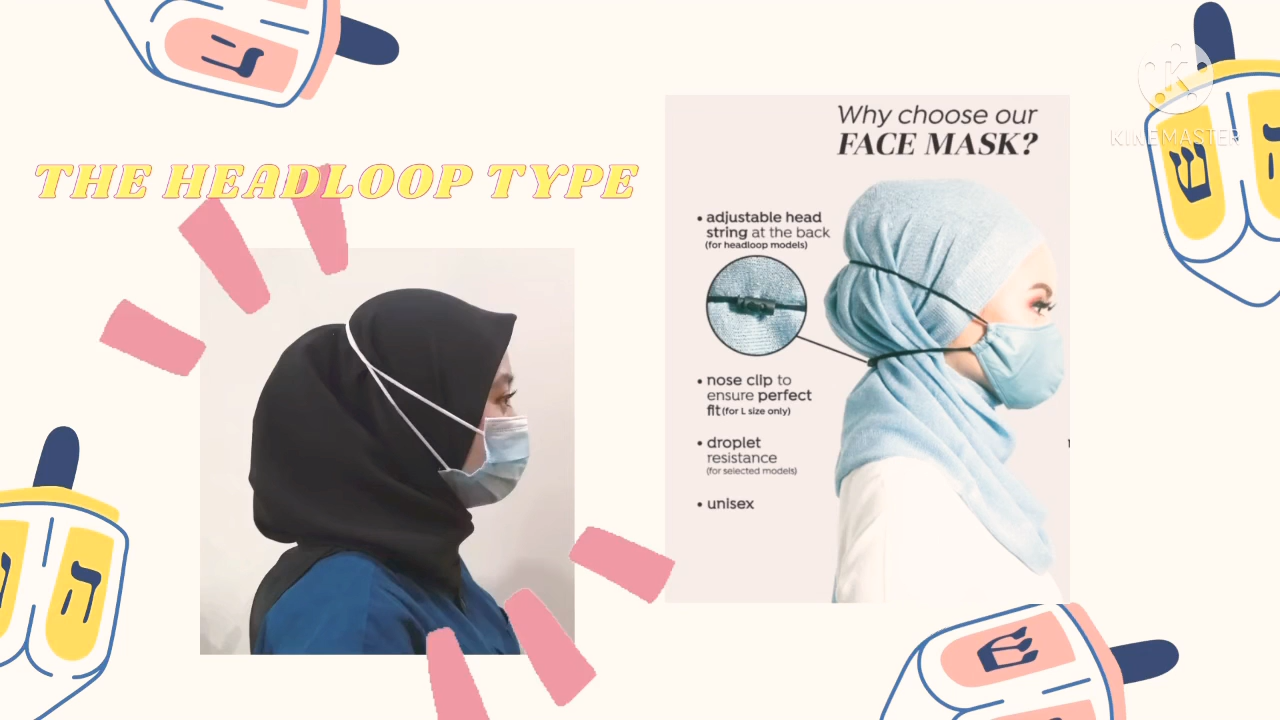 THE HEADLOOP TYPE
Why choose our
FACE MASK?
• adjustable head
string at the back
(for headloop models)
• nose clip to
ensure perfect
fit (for L size only)
• droplet
resistance
(for selected models)
• unisex
K
KINEMASTER
ג
ש
ה
ה
ש